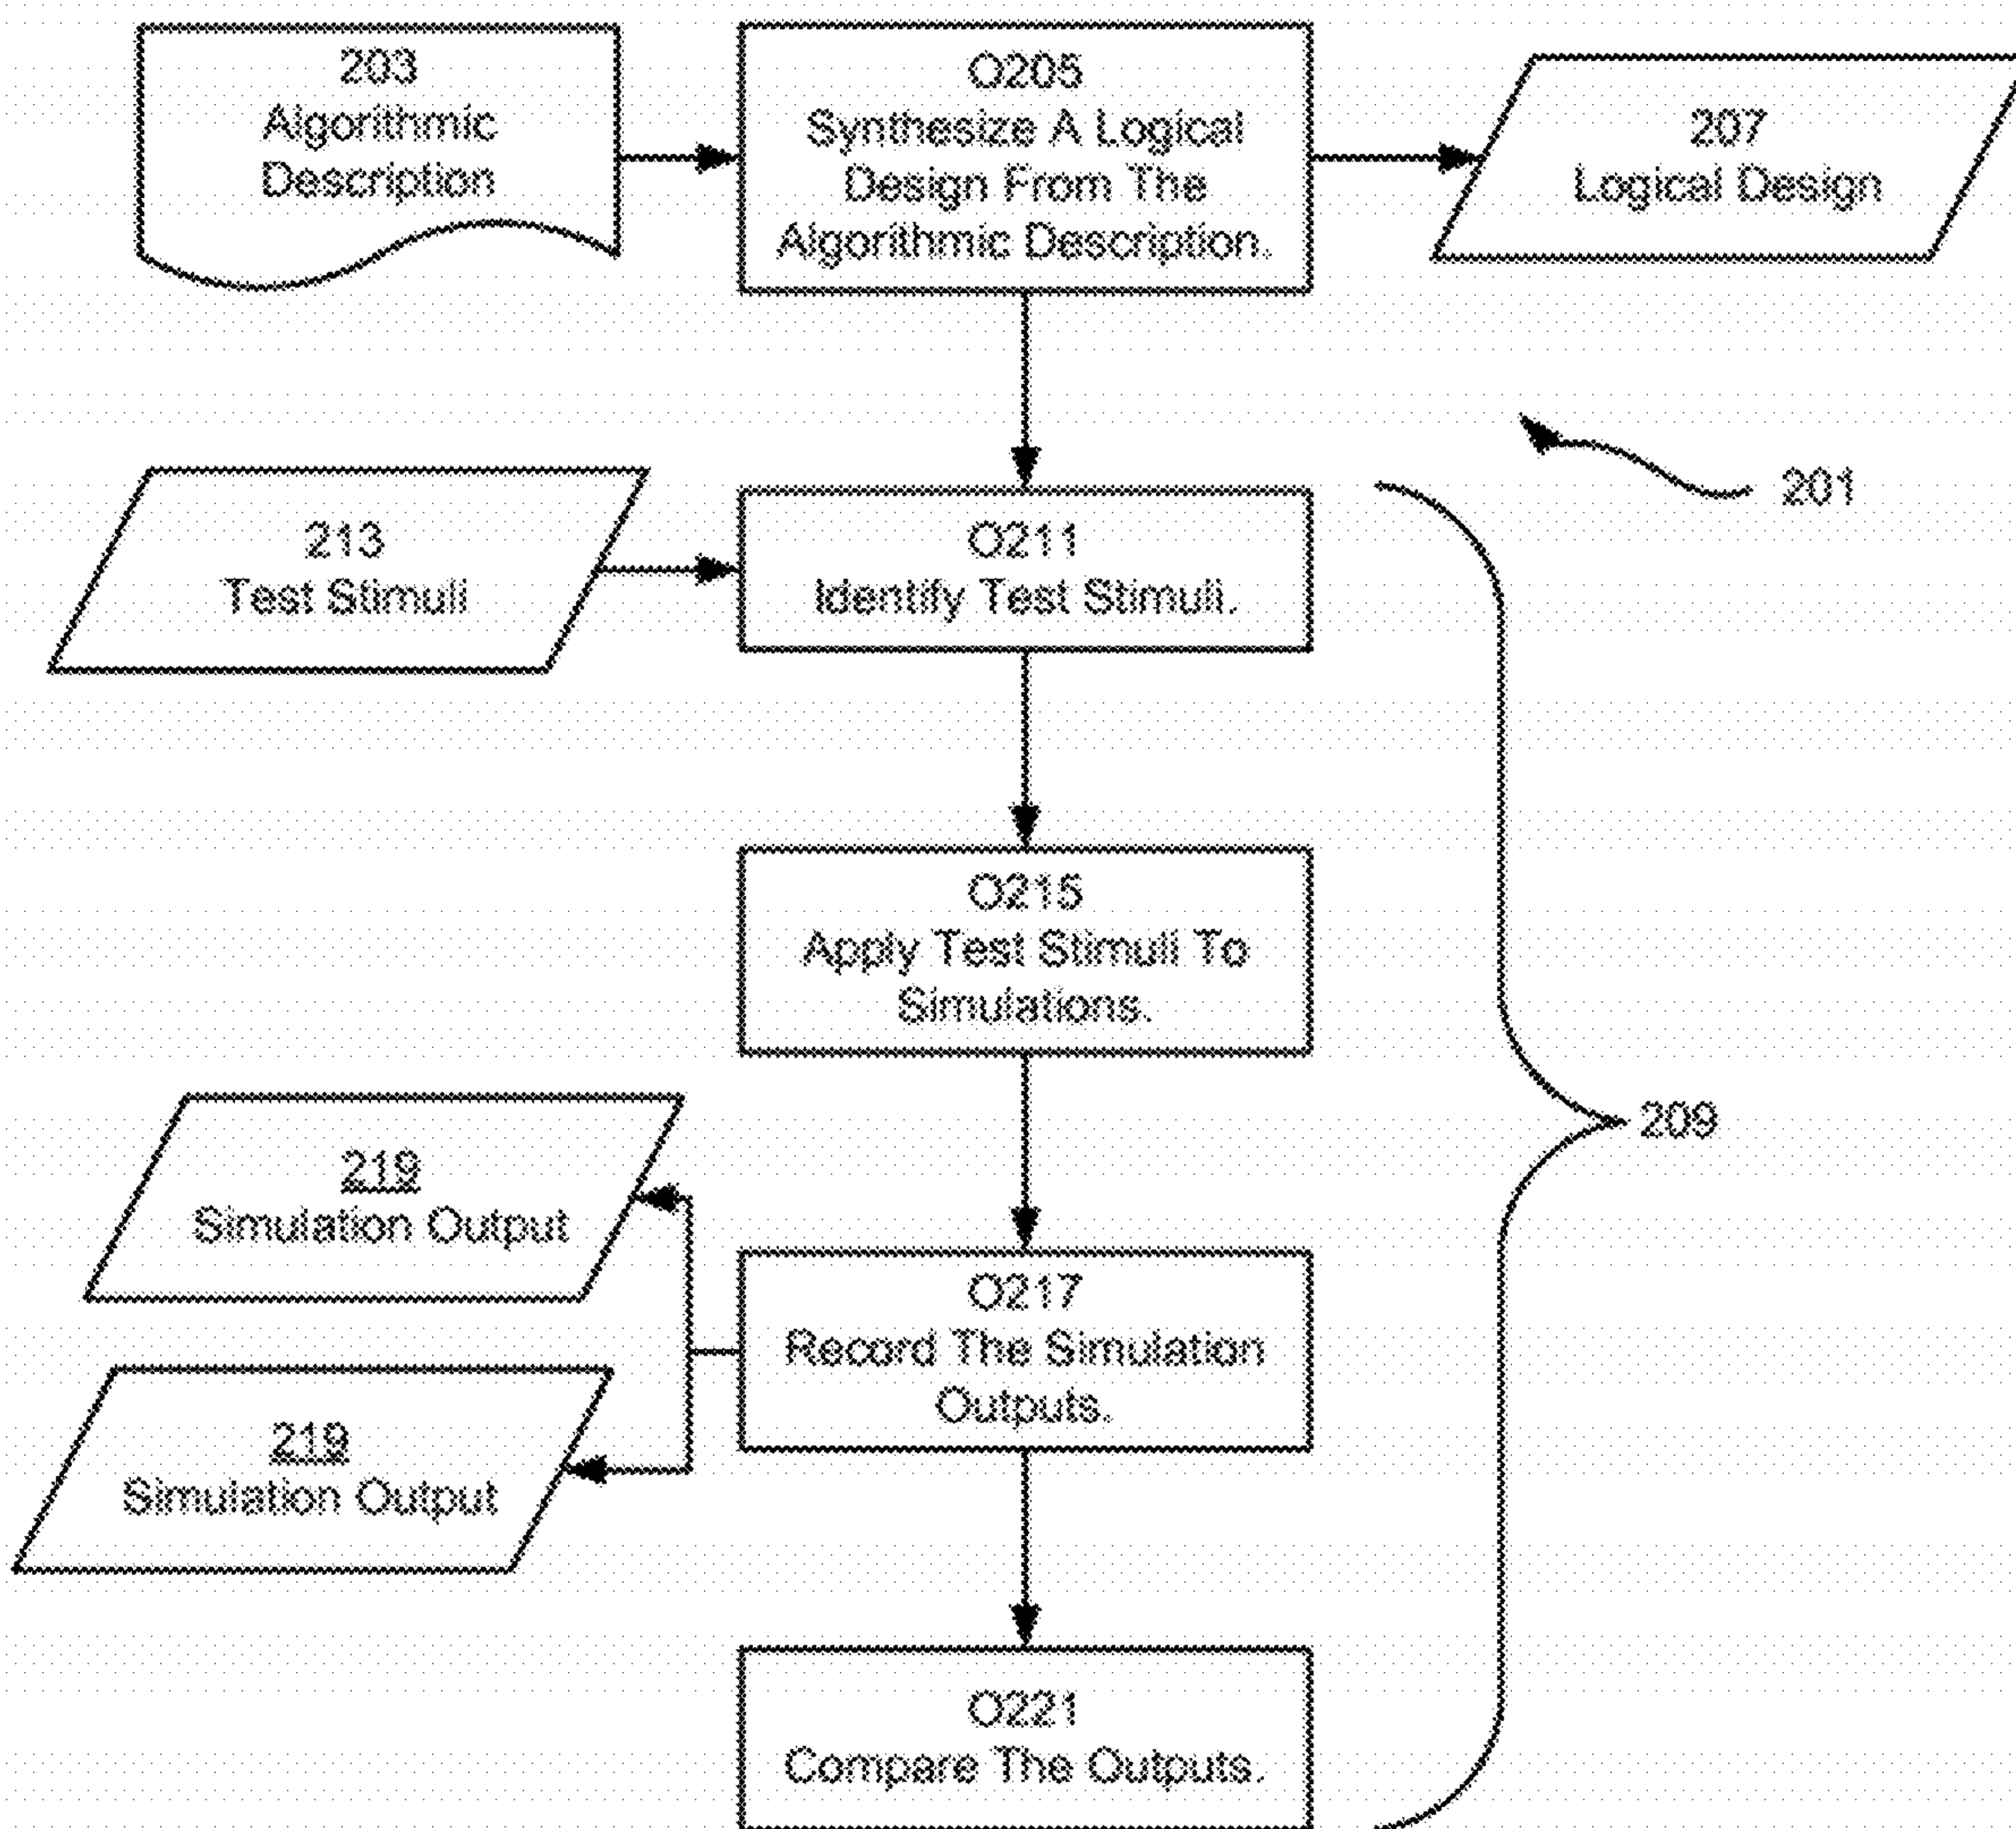 203
Algorithmic
Description
O205
Synthesize A Logical
Design From The
Algorithmic Description.
207
Logical Design
201
213
Test Stimuli
O211
Identify Test Stimuli.
O215
Apply Test Stimuli To
Simulations.
209
219
Simulation Output
O217
Record The Simulation
Outputs.
219
Simulation Output
O221
Compare The Outputs.